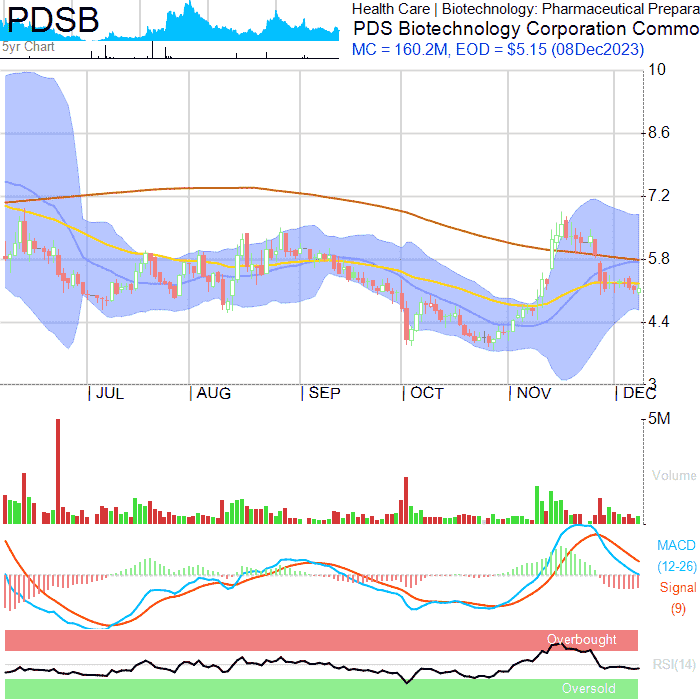 PDSB
5yr Chart
Health Care | Biotechnology: Pharmaceutical Prepara
PDS Biotechnology Corporation Commo
MC = 160.2M, EOD = $5.15 (08Dec2023)
10
8.6
7.2
5.8
4.4
3
JUL AUG SEP OCT NOV DEC
5M
Volume
MACD
(12-26)
Signal
(9)
Overbought
RSI(14)
Oversold